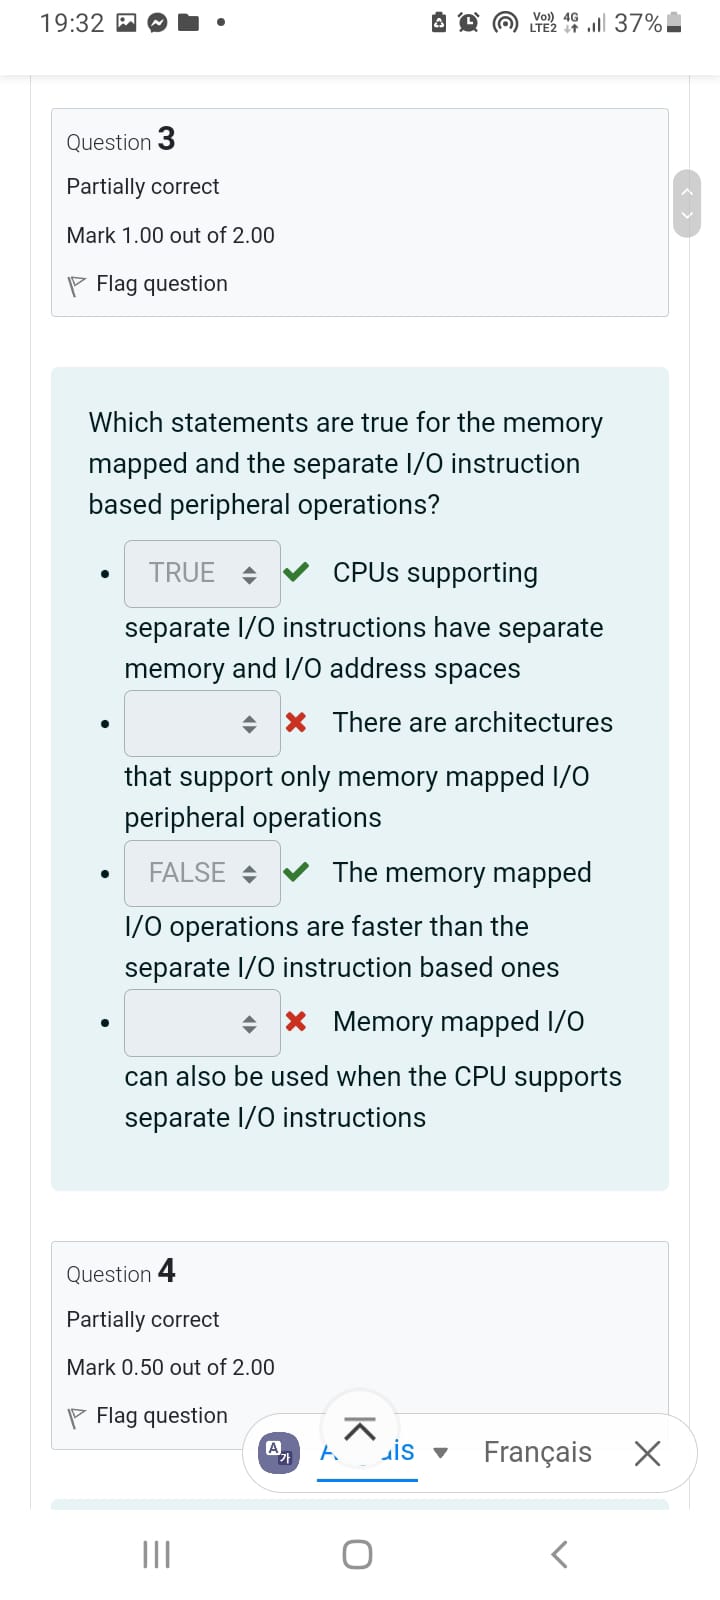 19:32
Vo)) 4G
LTE2
37%
Question 3
Partially correct
Mark 1.00 out of 2.00
Flag question
Which statements are true for the memory
mapped and the separate I/O instruction
based peripheral operations?
TRUE CPUs supporting
separate I/O instructions have separate
memory and I/O address spaces
There are architectures
that support only memory mapped I/O
peripheral operations
FALSE The memory mapped
I/O operations are faster than the
separate I/O instruction based ones
Memory mapped I/O
can also be used when the CPU supports
separate I/O instructions
Question 4
Partially correct
Mark 0.50 out of 2.00
Flag question
Français